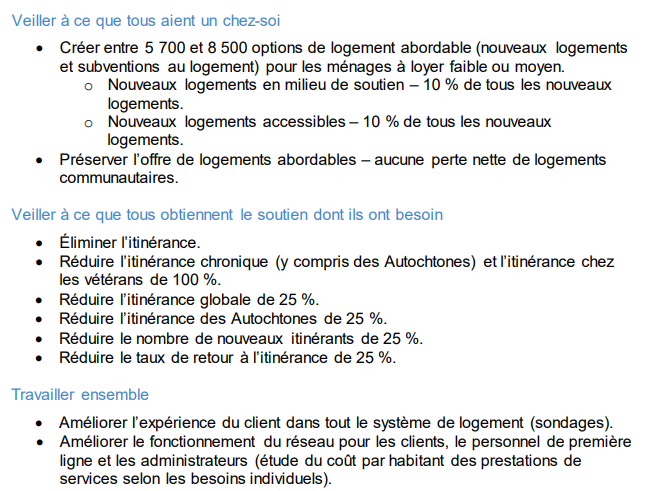 Veiller à ce que tous aient un chez-soi
• Créer entre 5 700 et 8 500 options de logement abordable (nouveaux logements
et subventions au logement) pour les ménages à loyer faible ou moyen.
o Nouveaux logements en milieu de soutien – 10 % de tous les nouveaux
logements.
o Nouveaux logements accessibles – 10 % de tous les nouveaux
logements.
• Préserver l’offre de logements abordables – aucune perte nette de logements
communautaires.
Veiller à ce que tous obtiennent le soutien dont ils ont besoin
• Éliminer l’itinérance.
• Réduire l’itinérance chronique (y compris des Autochtones) et l’itinérance chez
les vétérans de 100 %.
• Réduire l’itinérance globale de 25 %.
• Réduire l’itinérance des Autochtones de 25 %.
• Réduire le nombre de nouveaux itinérants de 25 %.
• Réduire le taux de retour à l’itinérance de 25 %.
Travailler ensemble
• Améliorer l’expérience du client dans tout le système de logement (sondages).
• Améliorer le fonctionnement du réseau pour les clients, le personnel de première
ligne et les administrateurs (étude du coût par habitant des prestations de
services selon les besoins individuels).